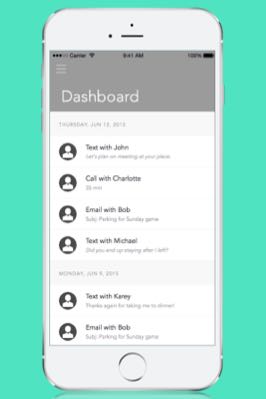 Carrier 9:41 AM 100%
Dashboard
THURSDAY, JUN 12, 2015
Text with John
Let's plan on meeting at your place.
Call with Charlotte
35 min
Email with Bob
Subj: Parking for Sunday game
Text with Michael
Did you end up staying after I left?
MONDAY, JUN 9, 2015
Text with Karey
Thanks again for taking me to dinner!
Email with Bob
Subj: Parking for Sunday game